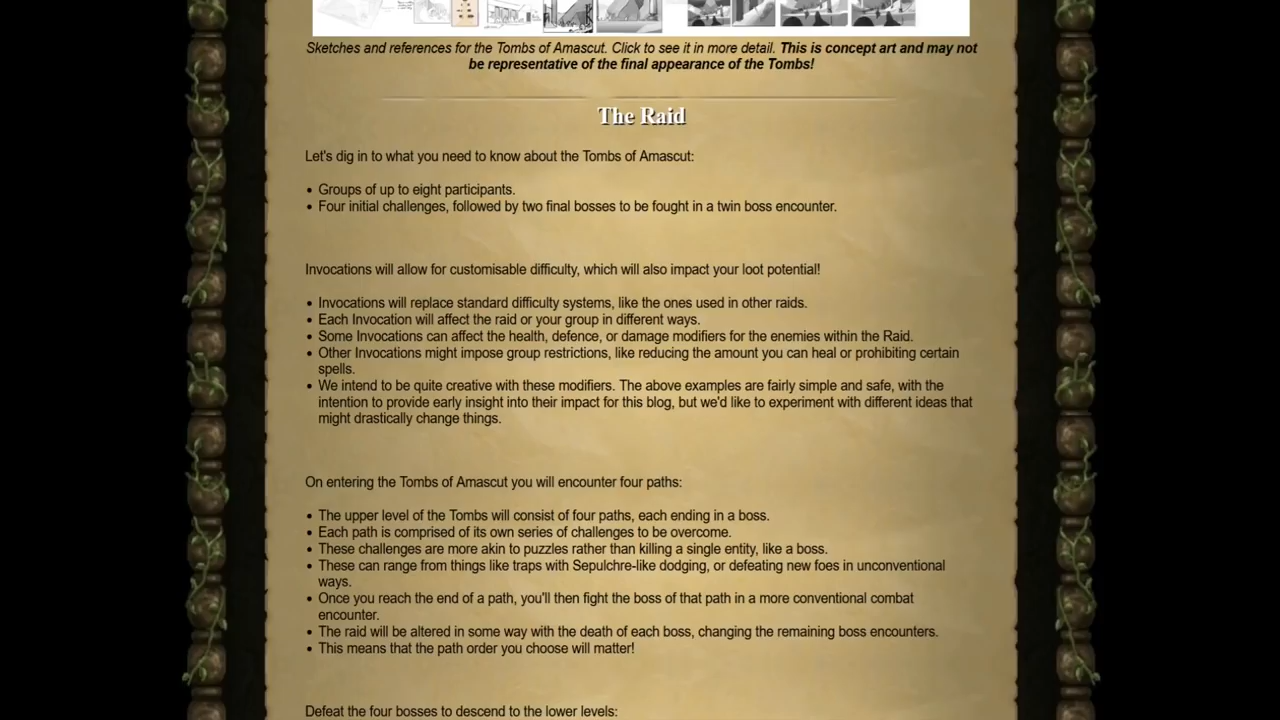 Sketches and references for the Tombs of Amascut. Click to see it in more detail. This is concept art and may not
be representative of the final appearance of the Tombs!
The Raid
Let's dig in to what you need to know about the Tombs of Amascut:
• Groups of up to eight participants.
• Four initial challenges, followed by two final bosses to be fought in a twin boss encounter.
Invocations will allow for customisable difficulty, which will also impact your loot potential!
• Invocations will replace standard difficulty systems, like the ones used in other raids.
• Each Invocation will affect the raid or your group in different ways.
• Some Invocations can affect the health, defence, or damage modifiers for the enemies within the Raid.
• Other Invocations might impose group restrictions, like reducing the amount you can heal or prohibiting certain
spells.
• We intend to be quite creative with these modifiers. The above examples are fairly simple and safe, with the
intention to provide early insight into their impact for this blog, but we'd like to experiment with different ideas that
might drastically change things.
On entering the Tombs of Amascut you will encounter four paths:
• The upper level of the Tombs will consist of four paths, each ending in a boss.
• Each path is comprised of its own series of challenges to be overcome.
• These challenges are more akin to puzzles rather than killing a single entity, like a boss.
• These can range from things like traps with Sepulchre-like dodging, or defeating new foes in unconventional
ways.
• Once you reach the end of a path, you'll then fight the boss of that path in a more conventional combat
encounter.
• The raid will be altered in some way with the death of each boss, changing the remaining boss encounters.
• This means that the path order you choose will matter!
Defeat the four bosses to descend to the lower levels: